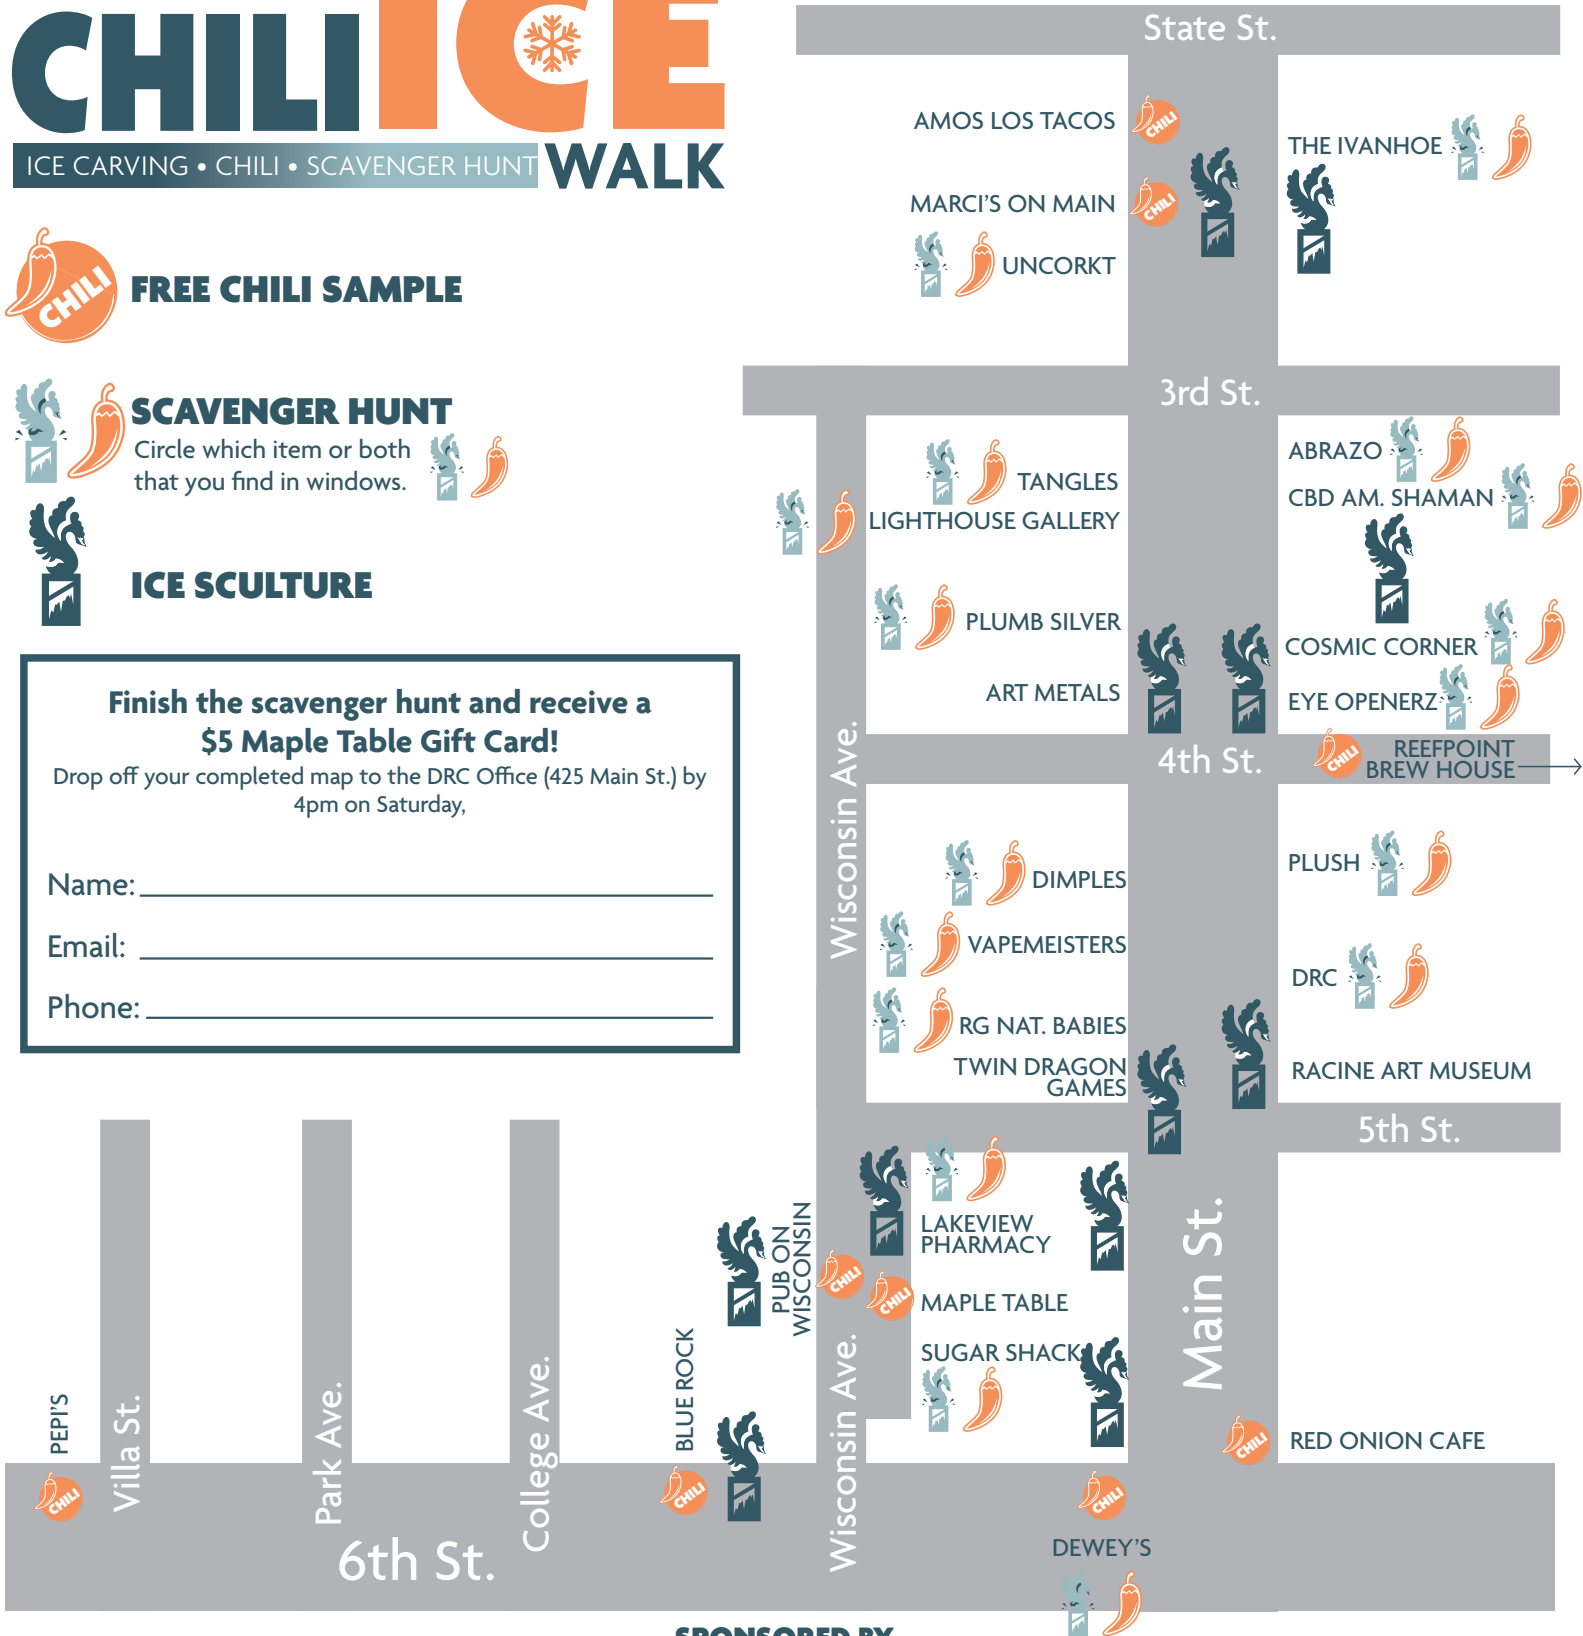 CHILI ICE
ICE CARVING • CHILI • SCAVENGER HUNT WALK
CHILI FREE CHILI SAMPLE
SCAVENGER HUNT
Circle which item or both
that you find in windows.
ICE SCULTURE
Finish the scavenger hunt and receive a
$5 Maple Table Gift Card!
Drop off your completed map to the DRC Office (425 Main St.) by
4pm on Saturday,
Name:
Email:
Phone:
State St.
AMOS LOS TACOS CHILI
THE IVANHOE
MARCI'S ON MAIN CHILI
UNCORKT
3rd St.
TANGLES
LIGHTHOUSE GALLERY
PLUMB SILVER
ART METALS
ABRAZO
CBD AM. SHAMAN
COSMIC CORNER
EYE OPENERZ
Wisconsin Ave.
4th St.
CHILI REEFPOINT
BREW HOUSE
DIMPLES
VAPEMEISTERS
RG NAT. BABIES
TWIN DRAGON
GAMES
PLUSH
DRC
RACINE ART MUSEUM
5th St.
LAKEVIEW
PHARMACY
PUB ON
WISCONSIN
CHILI
CHILI MAPLE TABLE
SUGAR SHACK
Main St.
Wisconsin Ave.
BLUE ROCK
CHILI
PEPI'S
CHILI
Villa St.
Park Ave.
College Ave.
CHILI RED ONION CAFE
CHILI
DEWEY'S
6th St.
SPONSORED BY